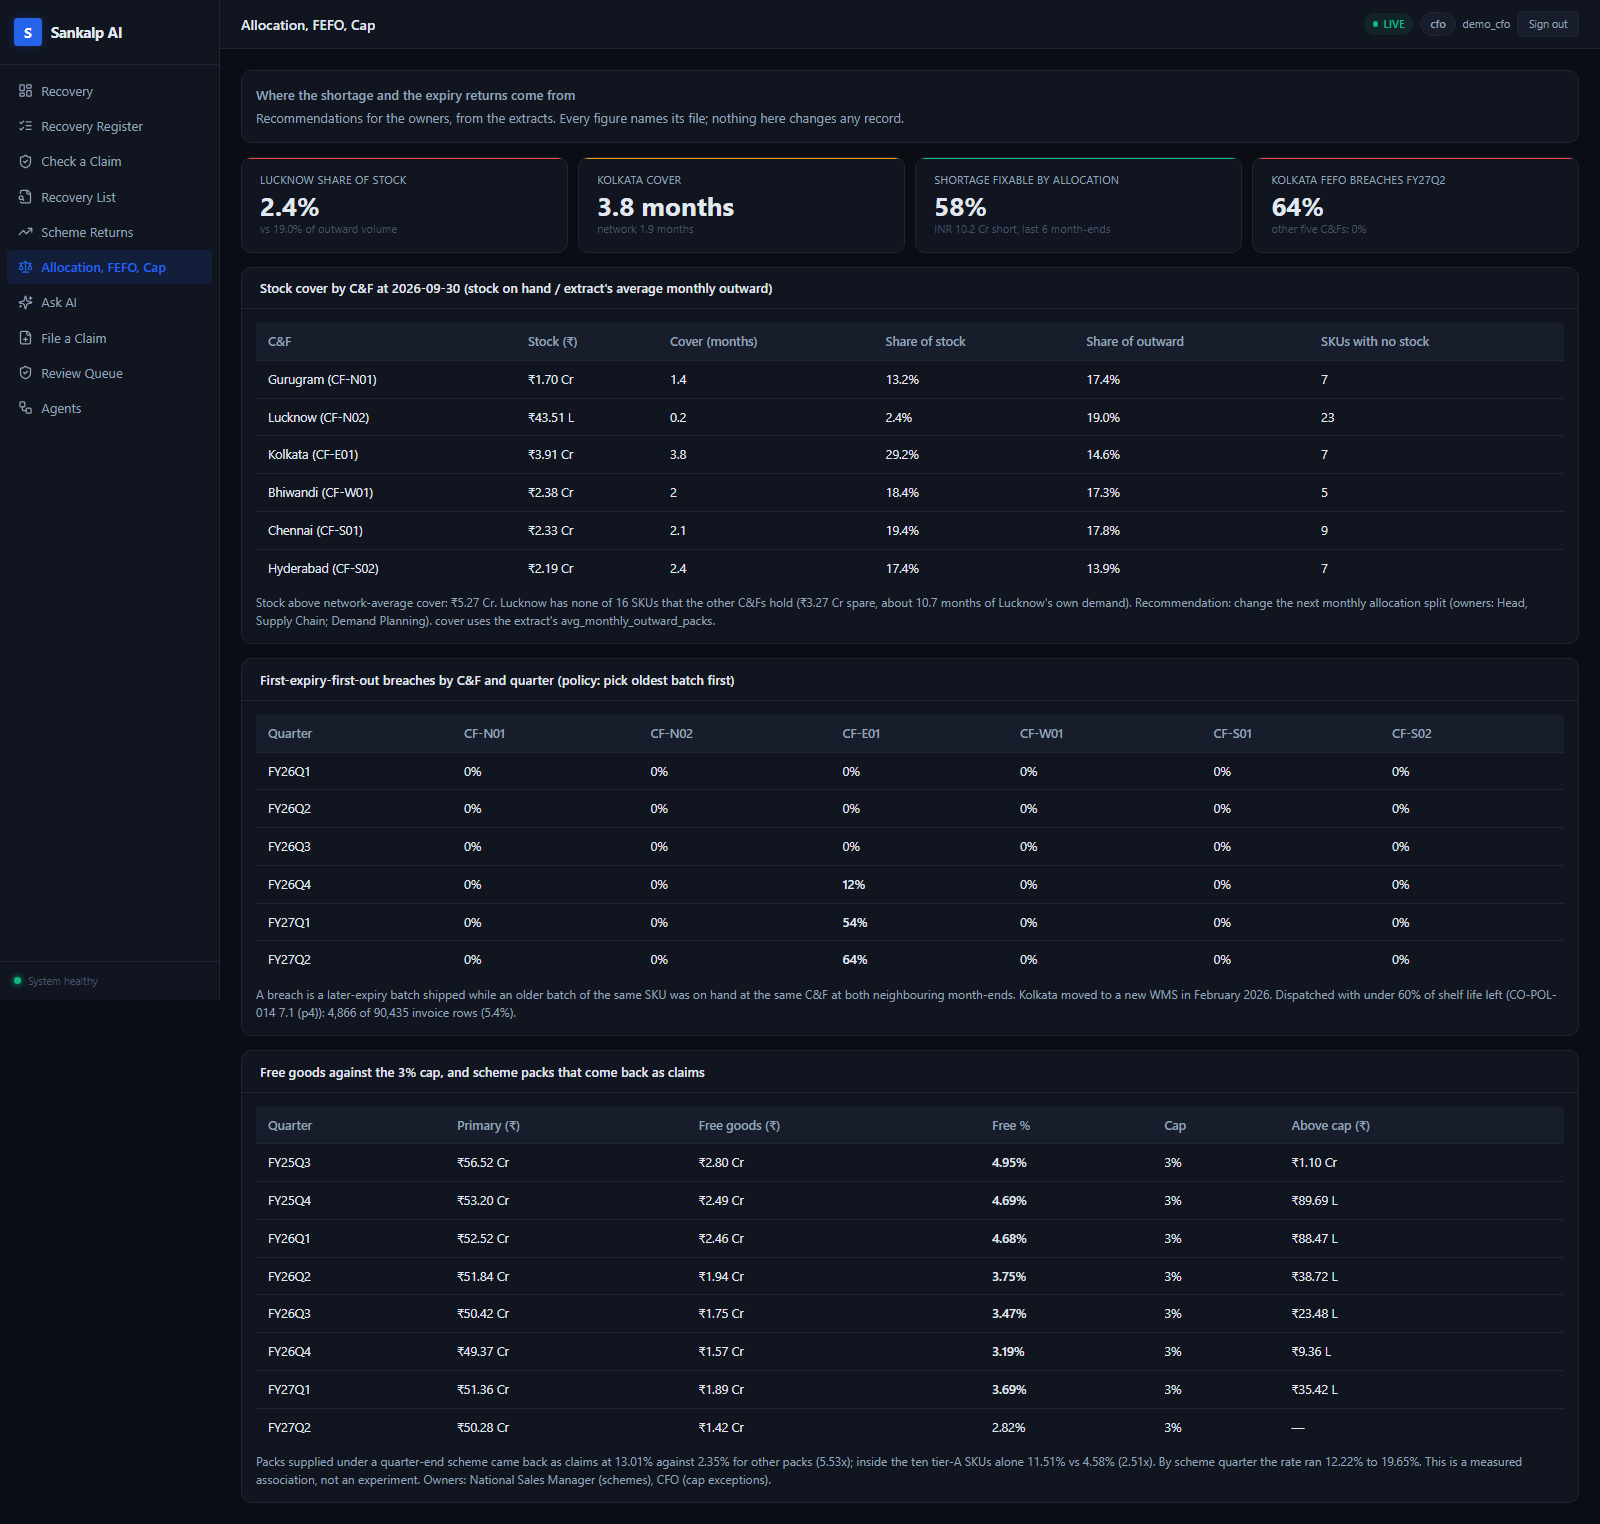 S Sankalp AI
Allocation, FEFO, Cap
LIVE cfo demo_cfo Sign out
Recovery
Recovery Register
Check a Claim
Recovery List
Scheme Returns
Allocation, FEFO, Cap
Ask AI
File a Claim
Review Queue
Agents
System healthy
Where the shortage and the expiry returns come from
Recommendations for the owners, from the extracts. Every figure names its file; nothing here changes any record.
LUCKNOW SHARE OF STOCK
2.4%
vs 19.0% of outward volume
KOLKATA COVER
3.8 months
network 1.9 months
SHORTAGE FIXABLE BY ALLOCATION
58%
INR 10.2 Cr short, last 6 month-ends
KOLKATA FEFO BREACHES FY27Q2
64%
other five C&Fs: 0%
Stock cover by C&F at 2026-09-30 (stock on hand / extract's average monthly outward)
C&F Stock (₹) Cover (months) Share of stock Share of outward SKUs with no stock
Gurugram (CF-N01) ₹1.70 Cr 1.4 13.2% 17.4% 7
Lucknow (CF-N02) ₹43.51 L 0.2 2.4% 19.0% 23
Kolkata (CF-E01) ₹3.91 Cr 3.8 29.2% 14.6% 7
Bhiwandi (CF-W01) ₹2.38 Cr 2 18.4% 17.3% 5
Chennai (CF-S01) ₹2.33 Cr 2.1 19.4% 17.8% 9
Hyderabad (CF-S02) ₹2.19 Cr 2.4 17.4% 13.9% 7
Stock above network-average cover: ₹5.27 Cr. Lucknow has none of 16 SKUs that the other C&Fs hold (₹3.27 Cr spare, about 10.7 months of Lucknow's own demand). Recommendation: change the next monthly allocation split (owners: Head,
Supply Chain; Demand Planning). cover uses the extract's avg_monthly_outward_packs.
First-expiry-first-out breaches by C&F and quarter (policy: pick oldest batch first)
Quarter CF-N01 CF-N02 CF-E01 CF-W01 CF-S01 CF-S02
FY26Q1 0% 0% 0% 0% 0% 0%
FY26Q2 0% 0% 0% 0% 0% 0%
FY26Q3 0% 0% 0% 0% 0% 0%
FY26Q4 0% 0% 12% 0% 0% 0%
FY27Q1 0% 0% 54% 0% 0% 0%
FY27Q2 0% 0% 64% 0% 0% 0%
A breach is a later-expiry batch shipped while an older batch of the same SKU was on hand at the same C&F at both neighbouring month-ends. Kolkata moved to a new WMS in February 2026. Dispatched with under 60% of shelf life left (CO-POL-
014 7.1 (p4)): 4,866 of 90,435 invoice rows (5.4%).
Free goods against the 3% cap, and scheme packs that come back as claims
Quarter Primary (₹) Free goods (₹) Free % Cap Above cap (₹)
FY25Q3 ₹56.52 Cr ₹2.80 Cr 4.95% 3% ₹1.10 Cr
FY25Q4 ₹53.20 Cr ₹2.49 Cr 4.69% 3% ₹89.69 L
FY26Q1 ₹52.52 Cr ₹2.46 Cr 4.68% 3% ₹88.47 L
FY26Q2 ₹51.84 Cr ₹1.94 Cr 3.75% 3% ₹38.72 L
FY26Q3 ₹50.42 Cr ₹1.75 Cr 3.47% 3% ₹23.48 L
FY26Q4 ₹49.37 Cr ₹1.57 Cr 3.19% 3% ₹9.36 L
FY27Q1 ₹51.36 Cr ₹1.89 Cr 3.69% 3% ₹35.42 L
FY27Q2 ₹50.28 Cr ₹1.42 Cr 2.82% 3% —
Packs supplied under a quarter-end scheme came back as claims at 13.01% against 2.35% for other packs (5.53x); inside the ten tier-A SKUs alone 11.51% vs 4.58% (2.51x). By scheme quarter the rate ran 12.22% to 19.65%. This is a measured
association, not an experiment. Owners: National Sales Manager (schemes), CFO (cap exceptions).